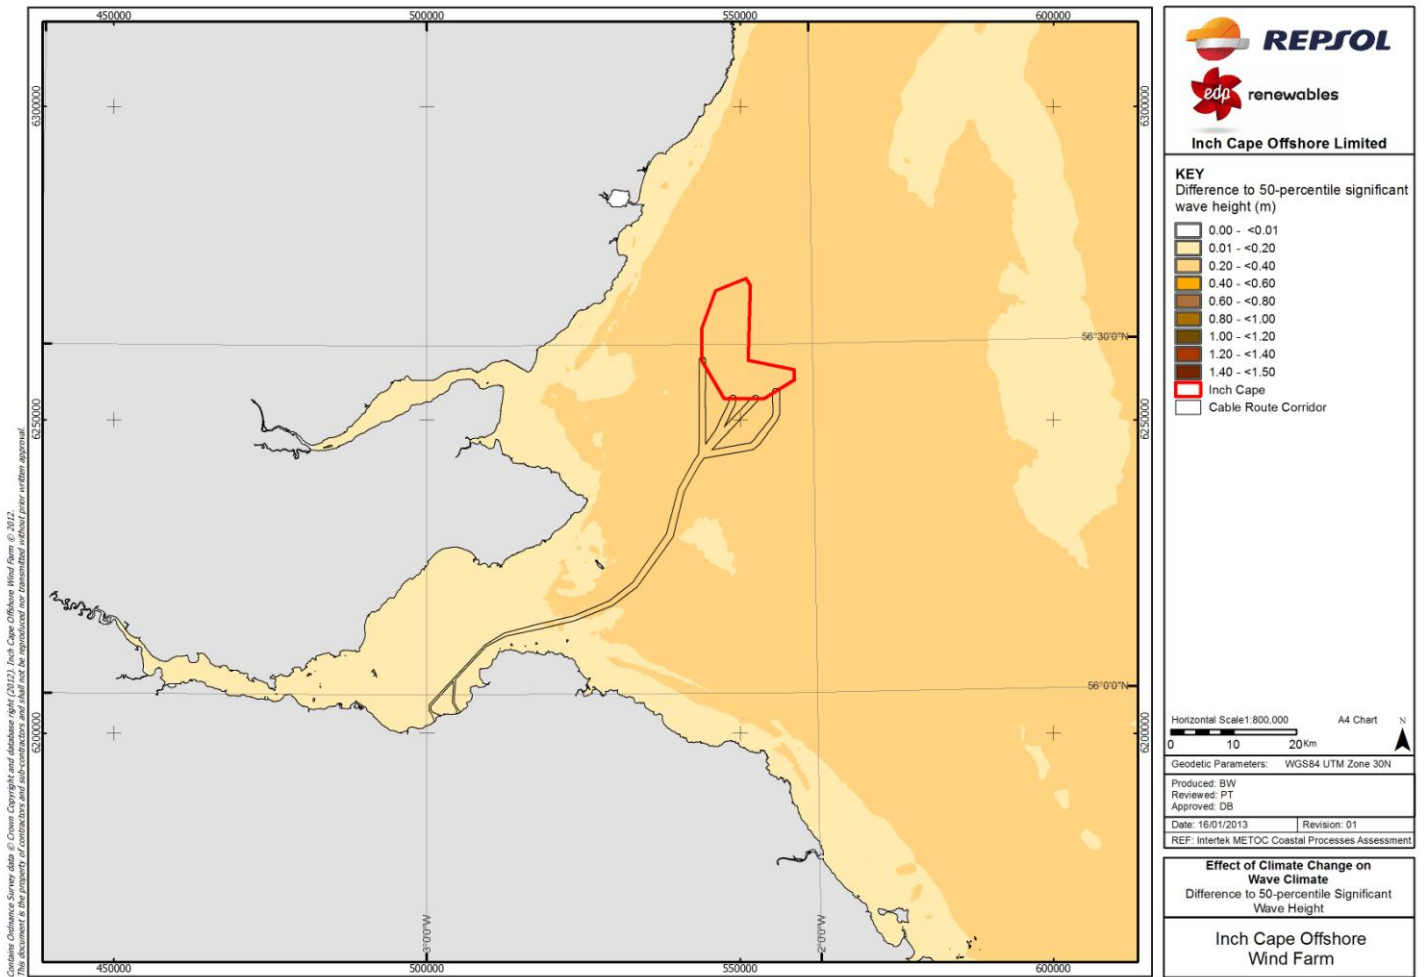 450000
500000
550000
600000
6300000
6300000
56°30'0"N
6250000
6250000
56°0'0"N
6200000
6200000
3°0'0"W
2°0'0"W
450000
500000
550000
600000
Contains Ordnance Survey data © Crown Copyright and database right (2012). Inch Cape Offshore Wind Farm © 2012.
This document is the property of contractors and sub-contractors and shall not be reproduced nor transmitted without prior written approval.
REPSOL
edp renewables
Inch Cape Offshore Limited
KEY
Difference to 50-percentile significant
wave height (m)
0.00 - <0.01
0.01 - <0.20
0.20 - <0.40
0.40 - <0.60
0.60 - <0.80
0.80 - <1.00
1.00 - <1.20
1.20 - <1.40
1.40 - <1.50
Inch Cape
Cable Route Corridor
Horizontal Scale1:800,000 A4 Chart N
0 10 20Km
Geodetic Parameters: WGS84 UTM Zone 30N
Produced: BW
Reviewed: PT
Approved: DB
Date: 16/01/2013 Revision: 01
REF: Intertek METOC Coastal Processes Assessment
Effect of Climate Change on
Wave Climate
Difference to 50-percentile Significant
Wave Height
Inch Cape Offshore
Wind Farm